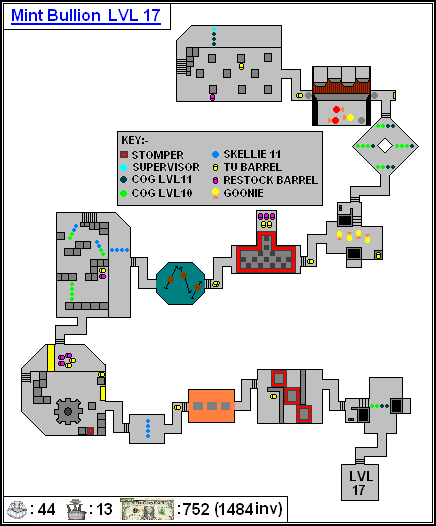 Mint Bullion LVL 17
KEY:-
STOMPER
SKELLIE 11
SUPERVISOR
TU BARREL
COG LVL11
RESTOCK BARREL
COG LVL10
GOONIE
LVL
17
: 44 : 13 :752 (1484inv)